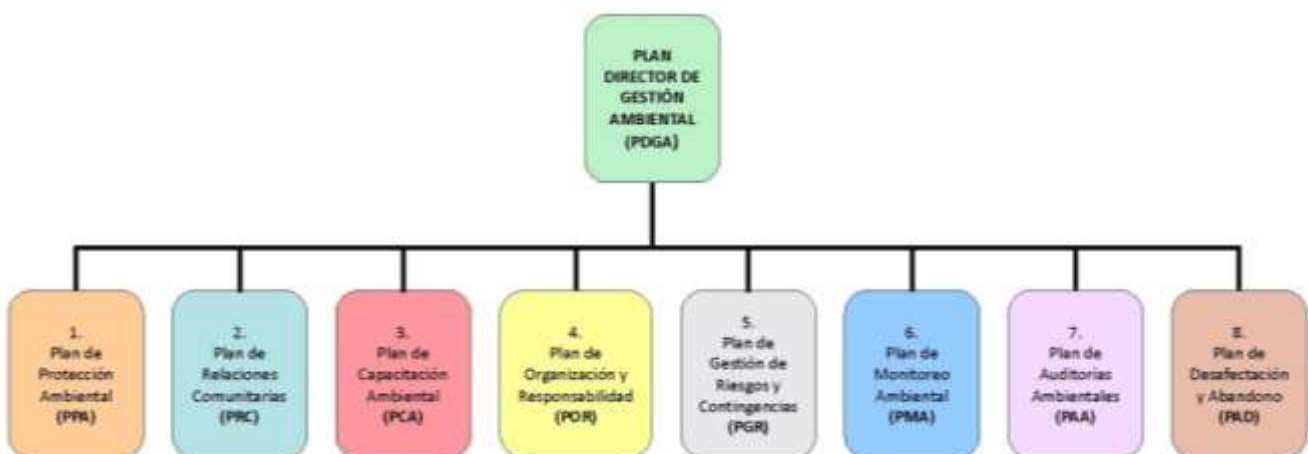 PLAN
DIRECTOR DE
GESTIÓN
AMBIENTAL
(PDGA)
1.
Plan de
Protección
Ambiental
(PPA)
2.
Plan de
Relaciones
Comunitarias
(PRC)
3.
Plan de
Capacitación
Ambiental
(PCA)
4.
Plan de
Organización y
Responsabilidad
(POR)
5.
Plan de
Gestión de
Riesgos y
Contingencias
(PGR)
6.
Plan de
Monitoreo
Ambiental
(PMA)
7.
Plan de
Auditorias
Ambientales
(PAA)
8.
Plan de
Desafectación
y Abandono
(PAD)